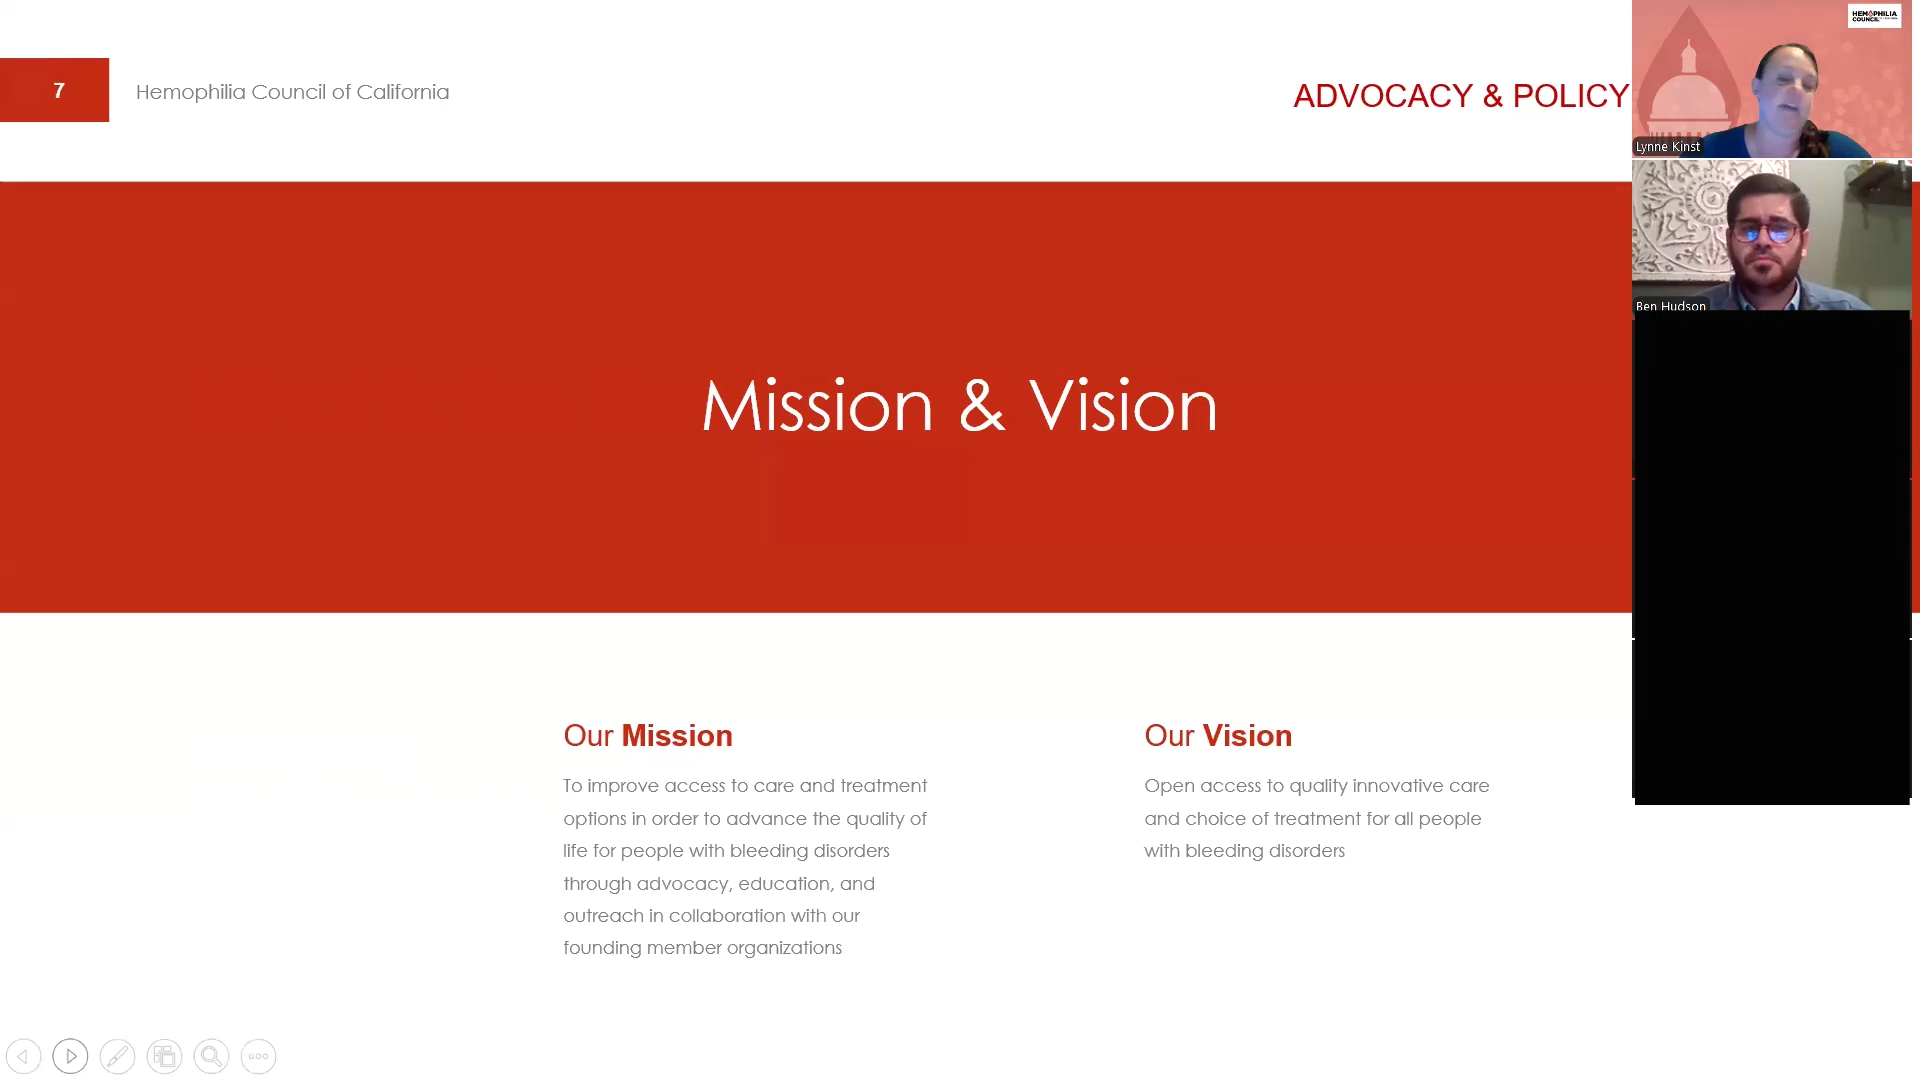 7
Hemophilia Council of California
ADVOCACY & POLICY
HEMOPHILIA
COUNCIL
Lynne Kinst
Ben Hudson
Mission & Vision
Our Mission
To improve access to care and treatment
options in order to advance the quality of
life for people with bleeding disorders
through advocacy, education, and
outreach in collaboration with our
founding member organizations
Our Vision
Open access to quality innovative care
and choice of treatment for all people
with bleeding disorders